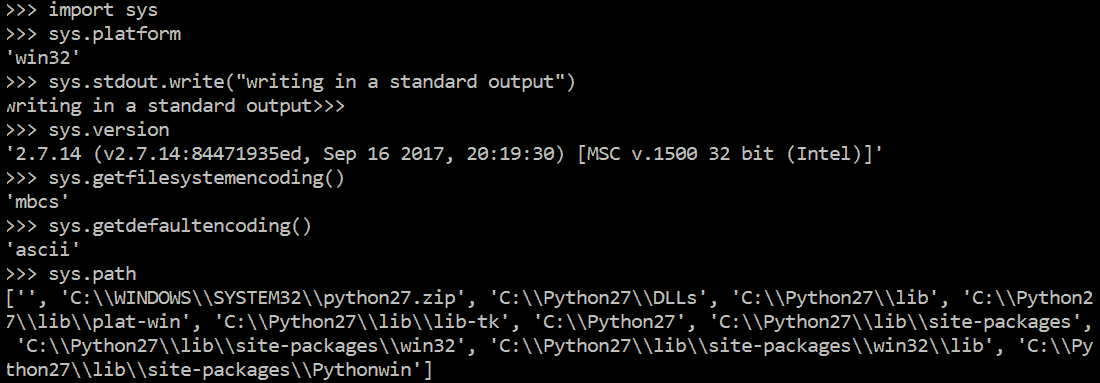 >>> import sys
>>> sys.platform
'win32'
>>> sys.stdout.write("writing in a standard output")
writing in a standard output>>>
>>> sys.version
'2.7.14 (v2.7.14:84471935ed, Sep 16 2017, 20:19:30) [MSC v.1500 32 bit (Intel)]'
>>> sys.getfilesystemencoding()
'mbcs'
>>> sys.getdefaultencoding()
'ascii'
>>> sys.path
['', 'C:\\WINDOWS\\SYSTEM32\\python27.zip', 'C:\\Python27\\DLLs', 'C:\\Python27\\lib', 'C:\\Python2
7\\lib\\plat-win', 'C:\\Python27\\lib\\lib-tk', 'C:\\Python27', 'C:\\Python27\\lib\\site-packages',
 'C:\\Python27\\lib\\site-packages\\win32', 'C:\\Python27\\lib\\site-packages\\win32\\lib', 'C:\\Py
thon27\\lib\\site-packages\\Pythonwin']